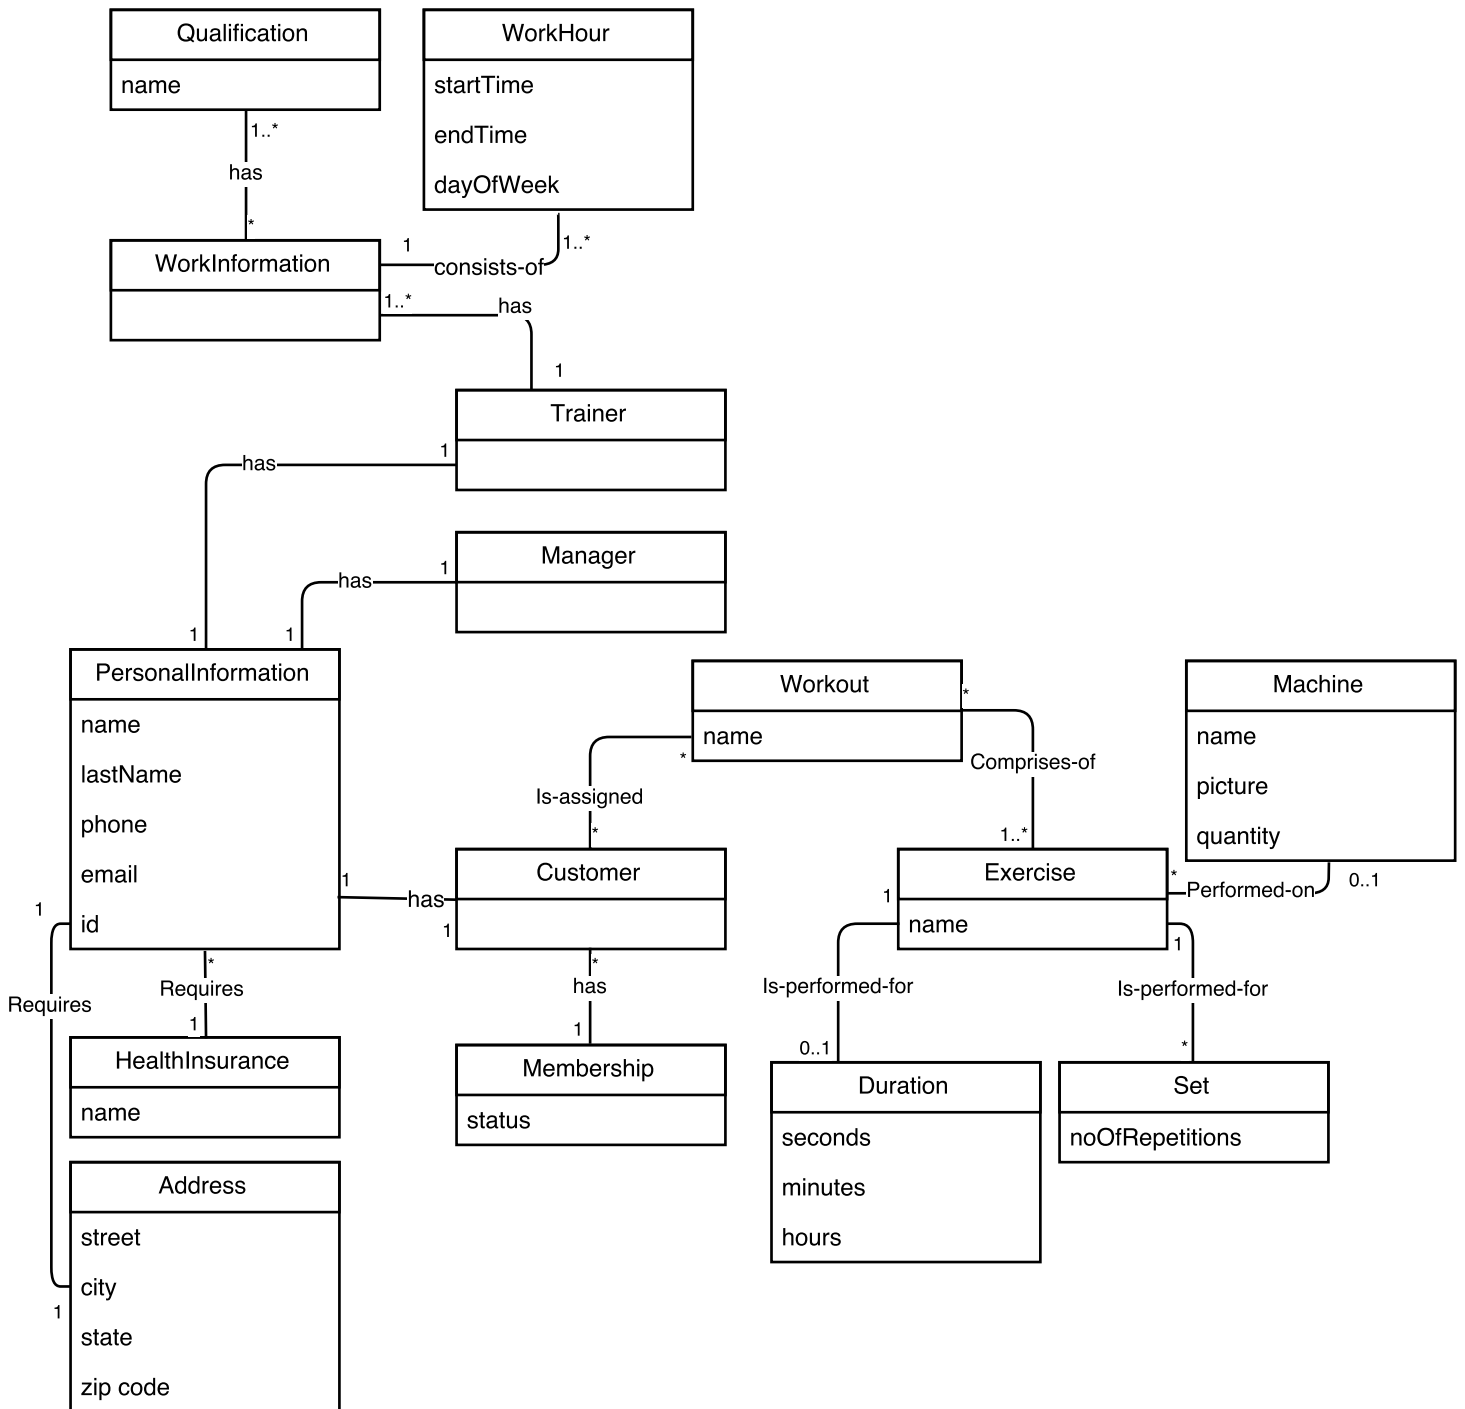 Qualification
name
WorkHour
startTime
endTime
dayOfWeek
1..*
has
*
1
consists-of
1..*
WorkInformation
1..*
has
1
Trainer
has
1
Manager
has
1
1
1
PersonalInformation
name
lastName
phone
email
id
Workout
name
*
*
Is-assigned
*
Comprises-of
1..*
Machine
name
picture
quantity
1
has
1
Customer
Exercise
name
*
Performed-on
0..1
1
1
1
Requires
*
Requires
1
*
has
1
Is-performed-for
0..1
Is-performed-for
*
HealthInsurance
name
Membership
status
Duration
seconds
minutes
hours
Set
noOfRepetitions
Address
street
city
state
zip code
1